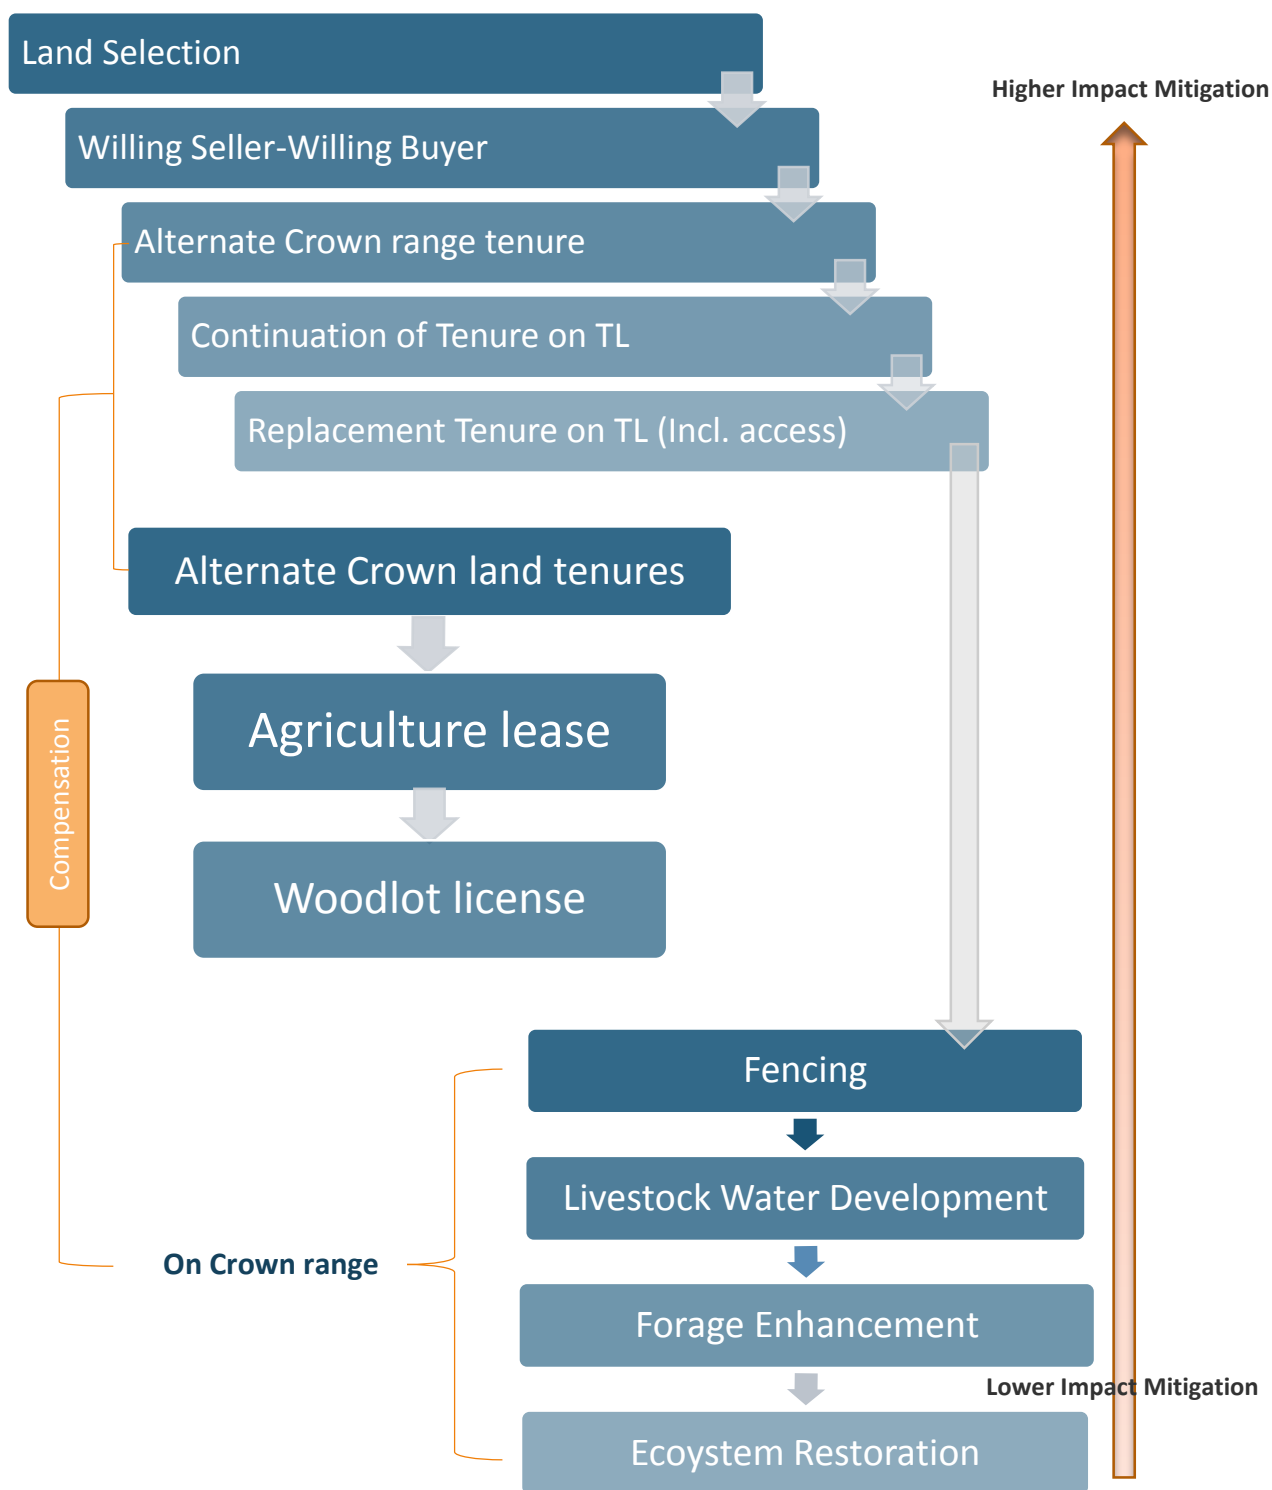 Land Selection
Higher Impact Mitigation
Willing Seller-Willing Buyer
Alternate Crown range tenure
Continuation of Tenure on TL
Replacement Tenure on TL (Incl. access)
Alternate Crown land tenures
Agriculture lease
Compensation
Woodlot license
Fencing
Livestock Water Development
On Crown range
Forage Enhancement
Lower Impact Mitigation
Ecoystem Restoration